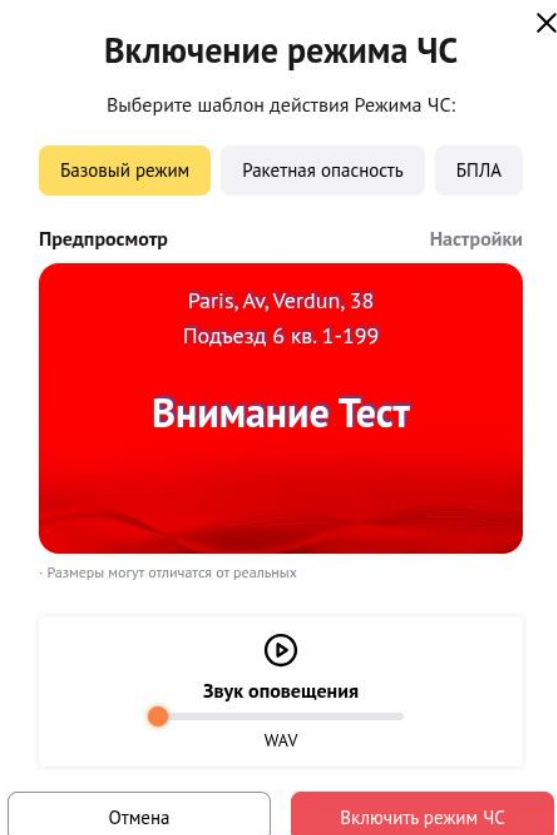 Включение режима ЧС
Выберите шаблон действия Режима ЧС:
Базовый режим Ракетная опасность БПЛА
Предпросмотр Настройки
Paris, Av, Verdun, 38
Подъезд 6 кв. 1-199
Внимание Тест
· Размеры могут отличатся от реальных
Звук оповещения
WAV
Отмена Включить режим ЧС